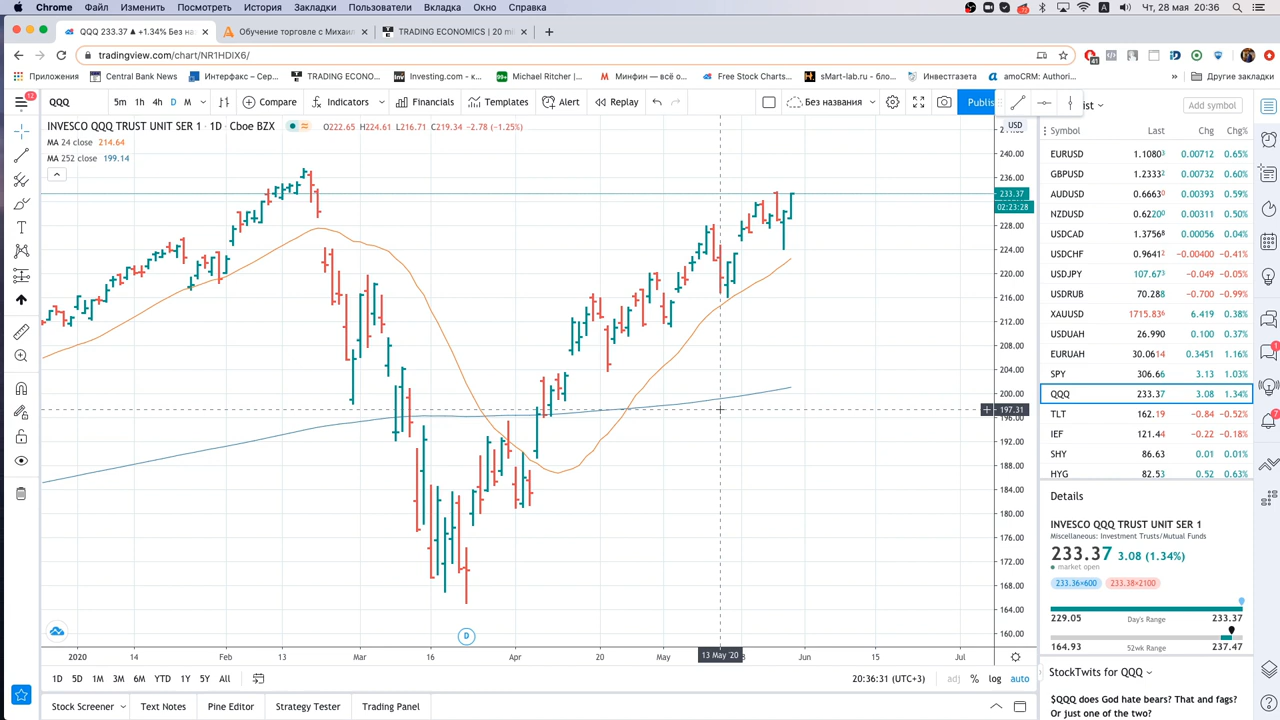 Chrome Файл Изменить Посмотреть История Закладки Пользователи Вкладка Окно Справка Чт, 28 мая 20:36
QQQ 233.37 ▲ +1.34% Без на Обучение торговле с Михаил TRADING ECONOMICS | 20 m
tradingview.com/chart/NR1HDIX6/
Приложения Central Bank News Интерфакс – Сер... TRADING ECONO... Investing.com - к... Michael Ritcher |... Минфин — всё о... Free Stock Charts... sMart-lab.ru - бло... Инвестгазета amoCRM: Authori... » Другие закладки
QQQ 5m 1h 4h D M Compare Indicators Financials Templates Alert Replay Без названия Publis ist Add symbol
INVESCO QQQ TRUST UNIT SER 1 1D Cboe BZX O222.65 H224.61 L216.71 C219.34 −2.78 (−1.25%)
MA 24 close 214.64
MA 252 close 199.14
USD
240.00
236.00
233.37
02:23:28
228.00
224.00
220.00
216.00
212.00
208.00
204.00
200.00
197.31
196.00
192.00
188.00
184.00
180.00
176.00
172.00
168.00
164.00
160.00
D
2020 14 Feb 13 Mar 16 Apr 20 May 13 May '20 Jun 15 Jul
1D 5D 1M 3M 6M YTD 1Y 5Y All 20:36:31 (UTC+3) adj % log auto
Stock Screener Text Notes Pine Editor Strategy Tester Trading Panel
Symbol Last Chg Chg%
EURUSD 1.10803 0.00712 0.65%
GBPUSD 1.23332 0.00732 0.60%
AUDUSD 0.66630 0.00393 0.59%
NZDUSD 0.62200 0.00311 0.50%
USDCAD 1.37568 0.00056 0.04%
USDCHF 0.96412 −0.00400 −0.41%
USDJPY 107.673 −0.049 −0.05%
USDRUB 70.288 −0.700 −0.99%
XAUUSD 1715.836 6.419 0.38%
USDUAH 26.990 0.100 0.37%
EURUAH 30.0614 0.3451 1.16%
SPY 306.66 3.13 1.03%
QQQ 233.37 3.08 1.34%
TLT 162.19 −0.84 −0.52%
IEF 121.44 −0.22 −0.18%
SHY 86.63 0.01 0.01%
HYG 82.53 0.52 0.63%
Details
INVESCO QQQ TRUST UNIT SER 1
Miscellaneous: Investment Trusts/Mutual Funds
233.37 3.08 (1.34%)
market open
233.36×600 233.38×2100
229.05 Day's Range 233.37
164.93 52wk Range 237.47
StockTwits for QQQ
$QQQ does God hate bears? That and fags?
Or just one of the two?